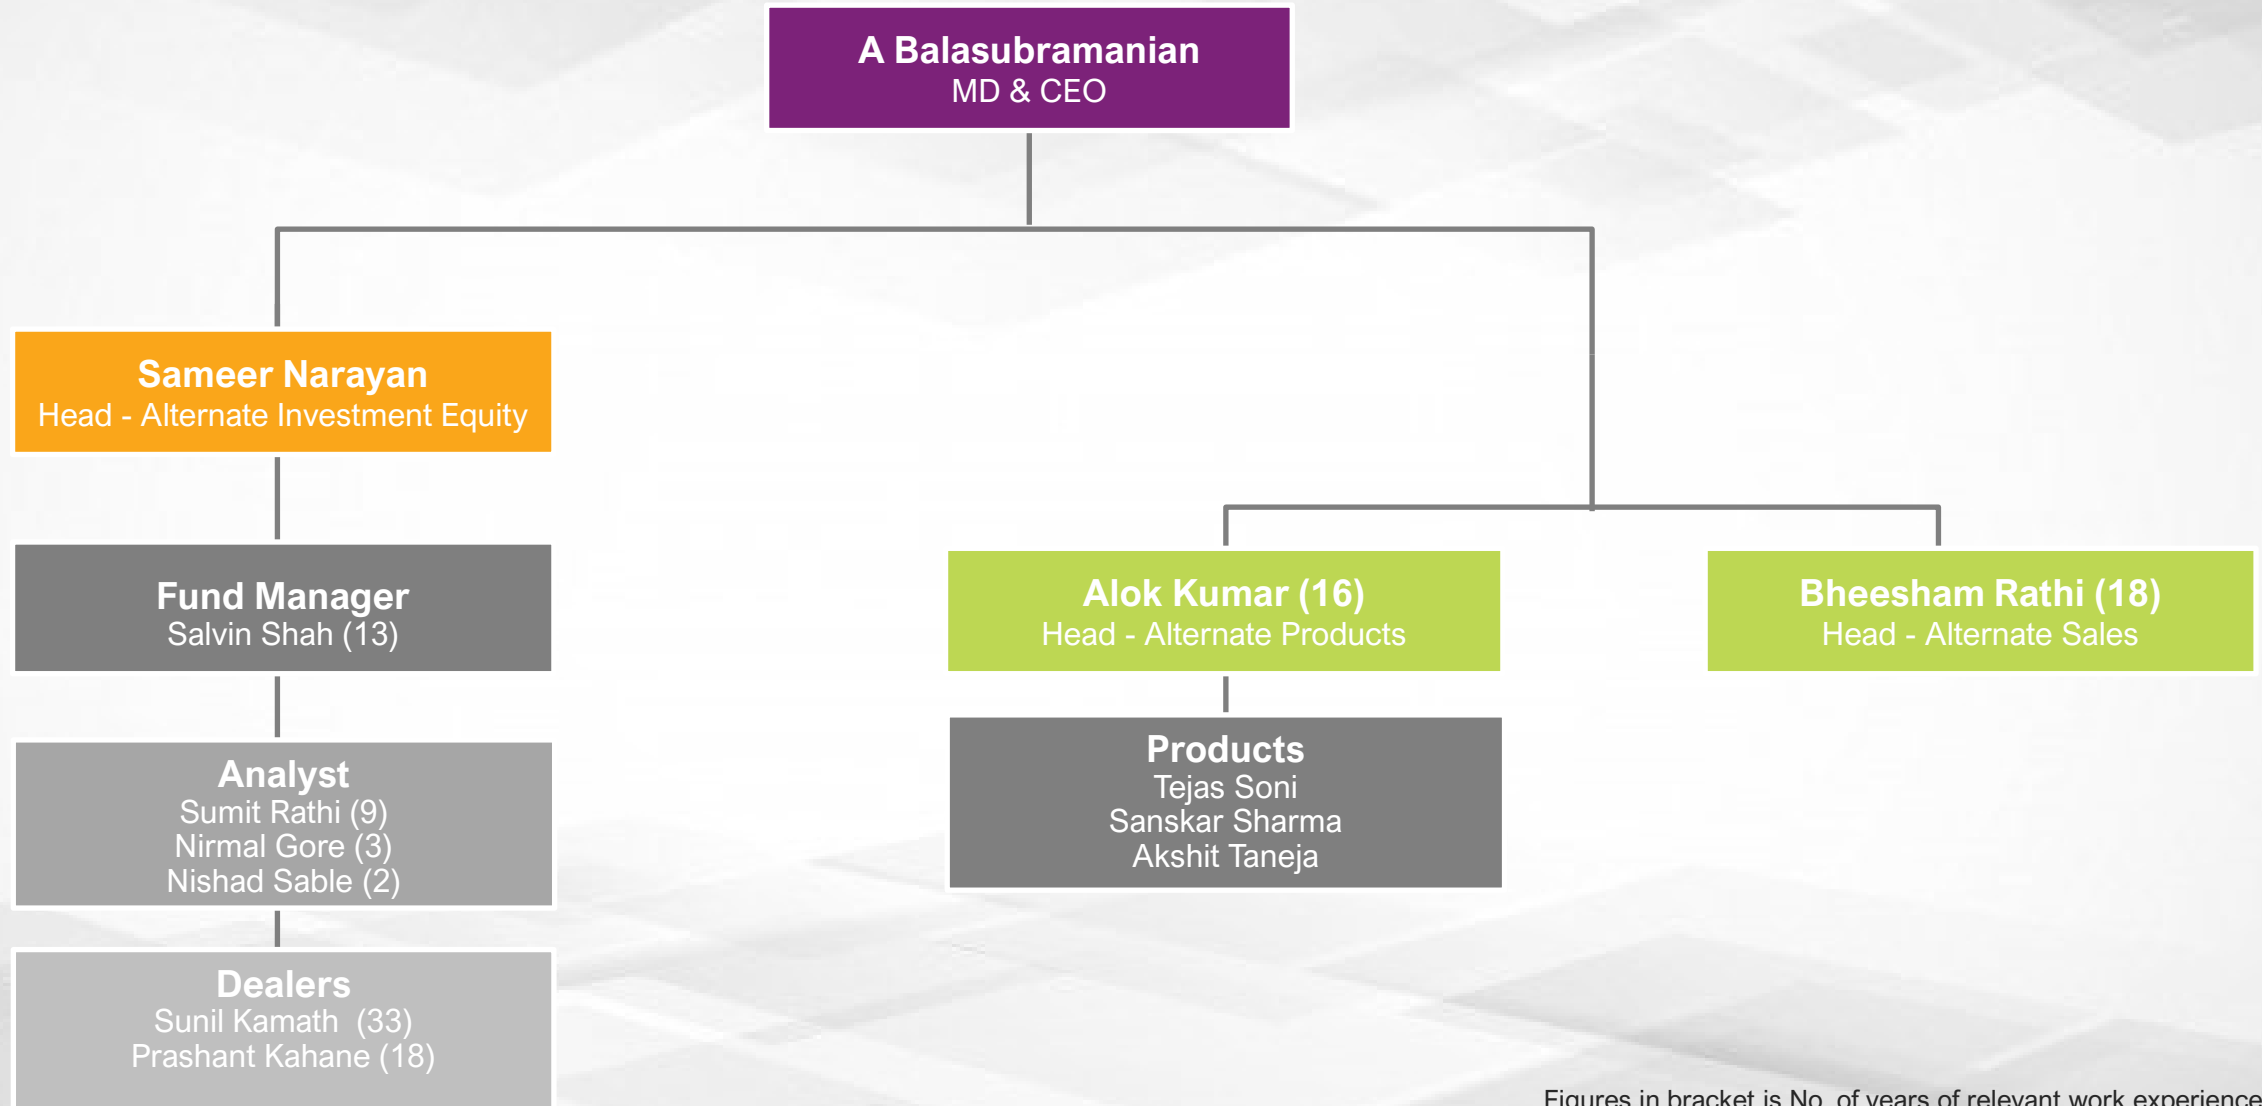 A Balasubramanian
MD & CEO
Sameer Narayan
Head - Alternate Investment Equity
Fund Manager
Salvin Shah (13)
Analyst
Sumit Rathi (9)
Nirmal Gore (3)
Nishad Sable (2)
Dealers
Sunil Kamath  (33)
Prashant Kahane (18)
Alok Kumar (16)
Head - Alternate Products
Products
Tejas Soni
Sanskar Sharma
Akshit Taneja
Bheesham Rathi (18)
Head - Alternate Sales
Figures in bracket is No. of years of relevant work experience